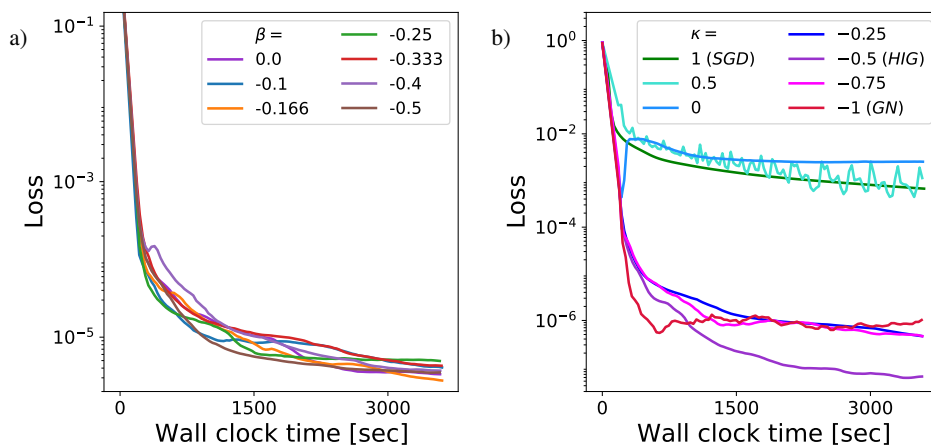 a)
Loss
10⁻¹
10⁻³
10⁻⁵
β =
0.0
-0.1
-0.166
-0.25
-0.333
-0.4
-0.5
0
1500
3000
Wall clock time [sec]
b)
Loss
10⁰
10⁻²
10⁻⁴
10⁻⁶
κ =
1 (SGD)
0.5
0
−0.25
−0.5 (HIG)
−0.75
−1 (GN)
0
1500
3000
Wall clock time [sec]